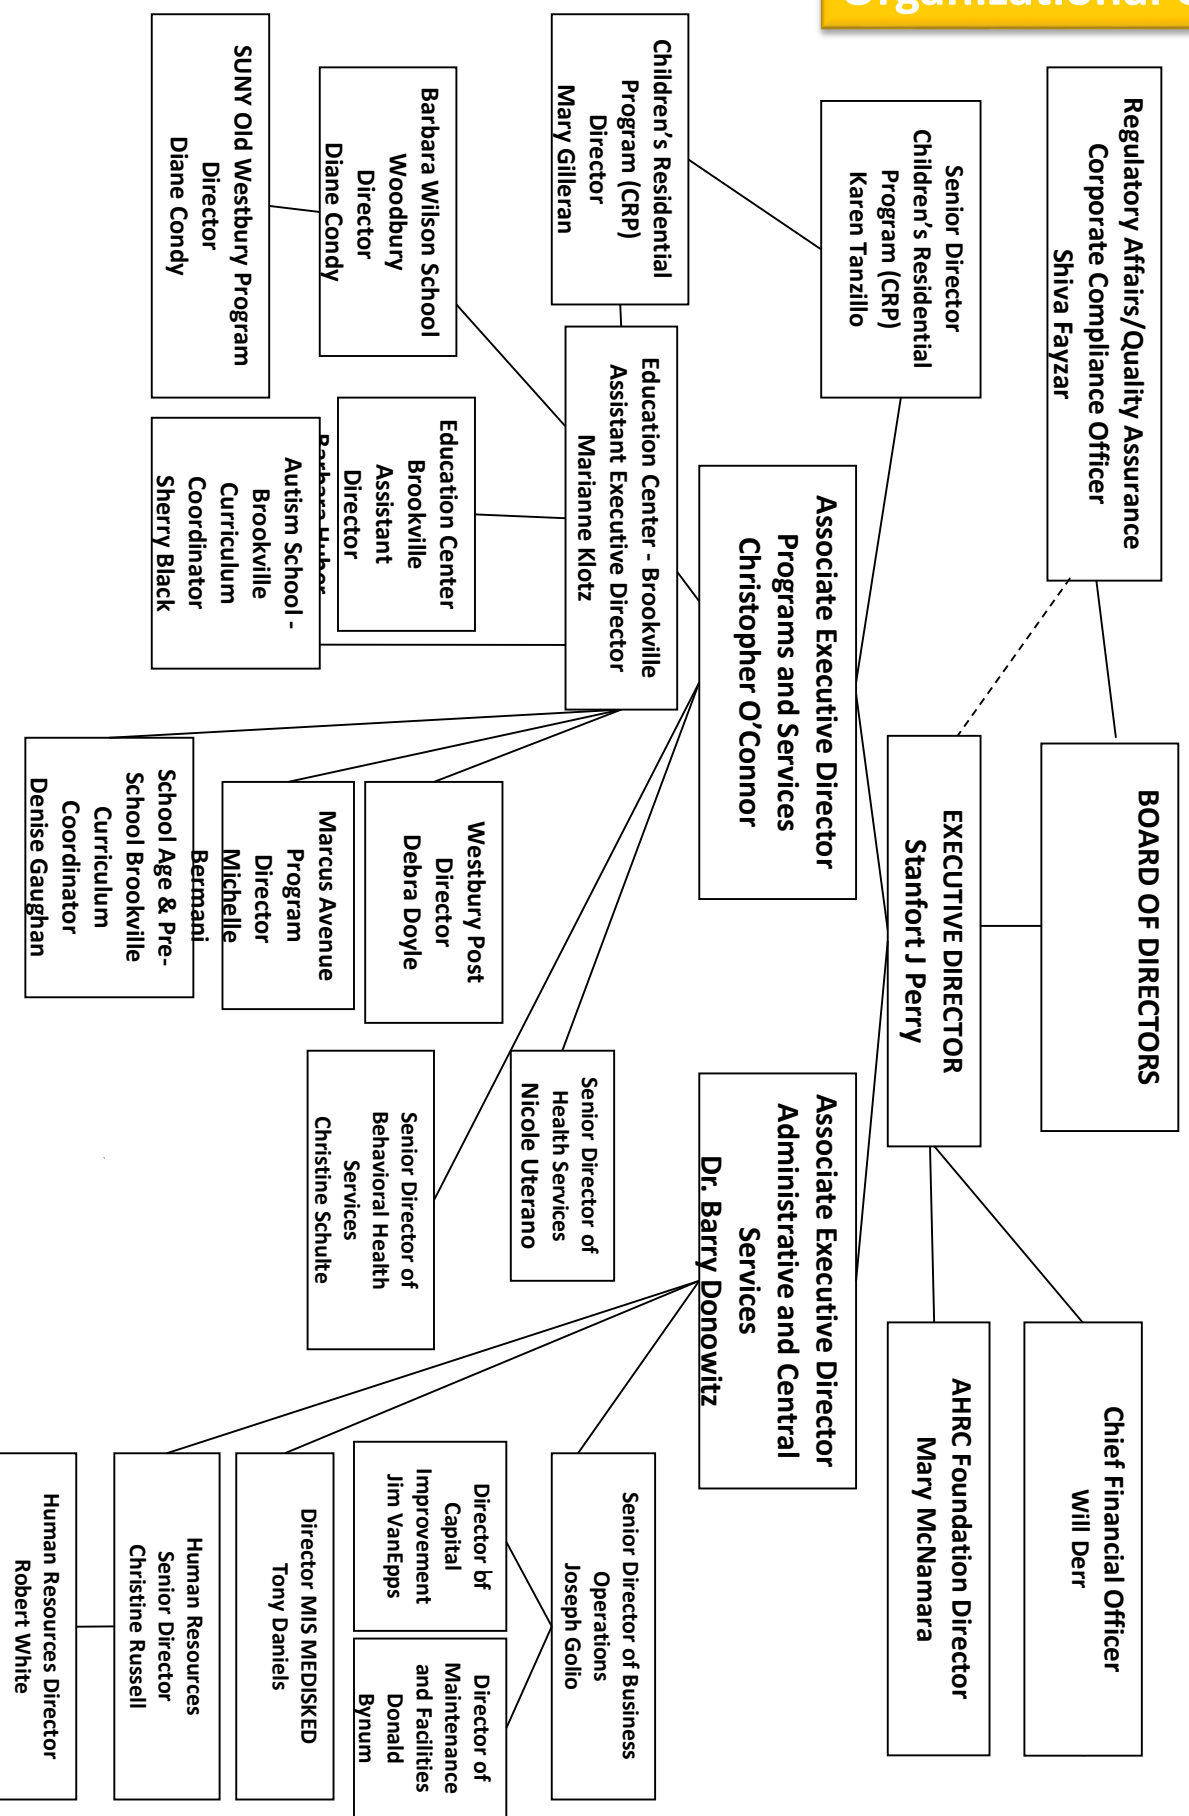 Organizational
BOARD OF DIRECTORS
Regulatory Affairs/Quality Assurance
Corporate Compliance Officer
Shiva Fayzar
Chief Financial Officer
Will Derr
EXECUTIVE DIRECTOR
Stanfort J Perry
AHRC Foundation Director
Mary McNamara
Senior Director
Children's Residential
Program (CRP)
Karen Tanzillo
Associate Executive Director
Programs and Services
Christopher O'Connor
Associate Executive Director
Administrative and Central
Services
Dr. Barry Donowitz
Children's Residential
Program (CRP)
Director
Mary Gilleran
Education Center - Brookville
Assistant Executive Director
Marianne Klotz
Senior Director of
Health Services
Nicole Uterano
Senior Director of Business
Operations
Joseph Golio
Barbara Wilson School
Woodbury
Director
Diane Condy
Education Center
Brookville
Assistant
Director
Barbara Huber
Westbury Post
Director
Debra Doyle
Senior Director of
Behavioral Health
Services
Christine Schulte
Director bf
Capital
Improvement
Jim VanEpps
Director of
Maintenance
and Facilities
Donald
Bynum
SUNY Old Westbury Program
Director
Diane Condy
Autism School -
Brookville
Curriculum
Coordinator
Sherry Black
Marcus Avenue
Program
Director
Michelle
Bermani
Director MIS MEDISKED
Tony Daniels
School Age & Pre-
School Brookville
Curriculum
Coordinator
Denise Gaughan
Human Resources
Senior Director
Christine Russell
Human Resources Director
Robert White